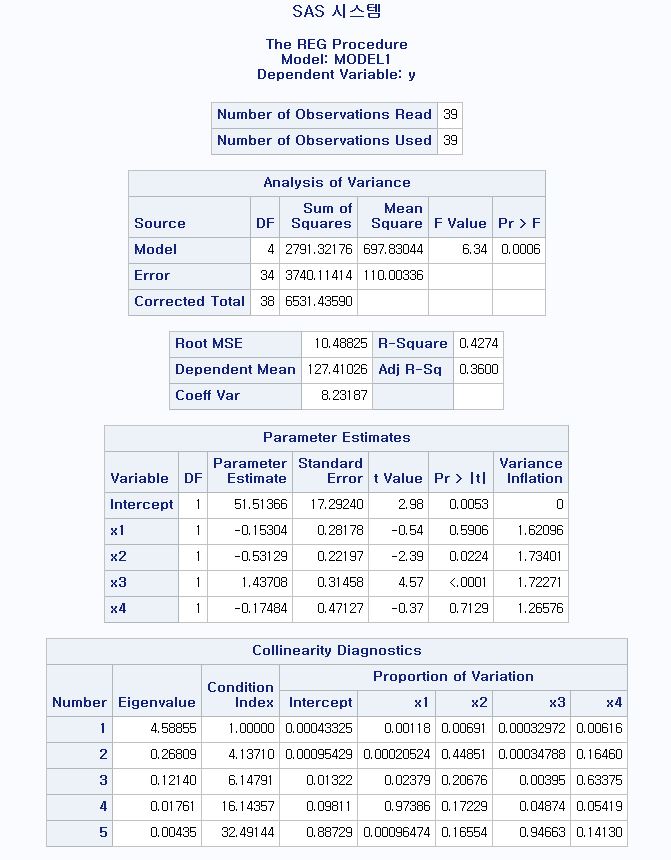 SAS 시스템
The REG Procedure
Model: MODEL1
Dependent Variable: y
Number of Observations Read 39
Number of Observations Used 39
Analysis of Variance
Source DF Sum of Squares Mean Square F Value Pr > F
Model 4 2791.32176 697.83044 6.34 0.0006
Error 34 3740.11414 110.00336
Corrected Total 38 6531.43590
Root MSE 10.48825 R-Square 0.4274
Dependent Mean 127.41026 Adj R-Sq 0.3600
Coeff Var 8.23187
Parameter Estimates
Variable DF Parameter Estimate Standard Error t Value Pr > |t| Variance Inflation
Intercept 1 51.51366 17.29240 2.98 0.0053 0
x1 1 -0.15304 0.28178 -0.54 0.5906 1.62096
x2 1 -0.53129 0.22197 -2.39 0.0224 1.73401
x3 1 1.43708 0.31458 4.57 <.0001 1.72271
x4 1 -0.17484 0.47127 -0.37 0.7129 1.26576
Collinearity Diagnostics
Number Eigenvalue Condition Index Proportion of Variation
Intercept x1 x2 x3 x4
1 4.58855 1.00000 0.00043325 0.00118 0.00691 0.00032972 0.00616
2 0.26809 4.13710 0.00095429 0.00020524 0.44851 0.00034788 0.16460
3 0.12140 6.14791 0.01322 0.02379 0.20676 0.00395 0.63375
4 0.01761 16.14357 0.09811 0.97386 0.17229 0.04874 0.05419
5 0.00435 32.49144 0.88729 0.00096474 0.16554 0.94663 0.14130